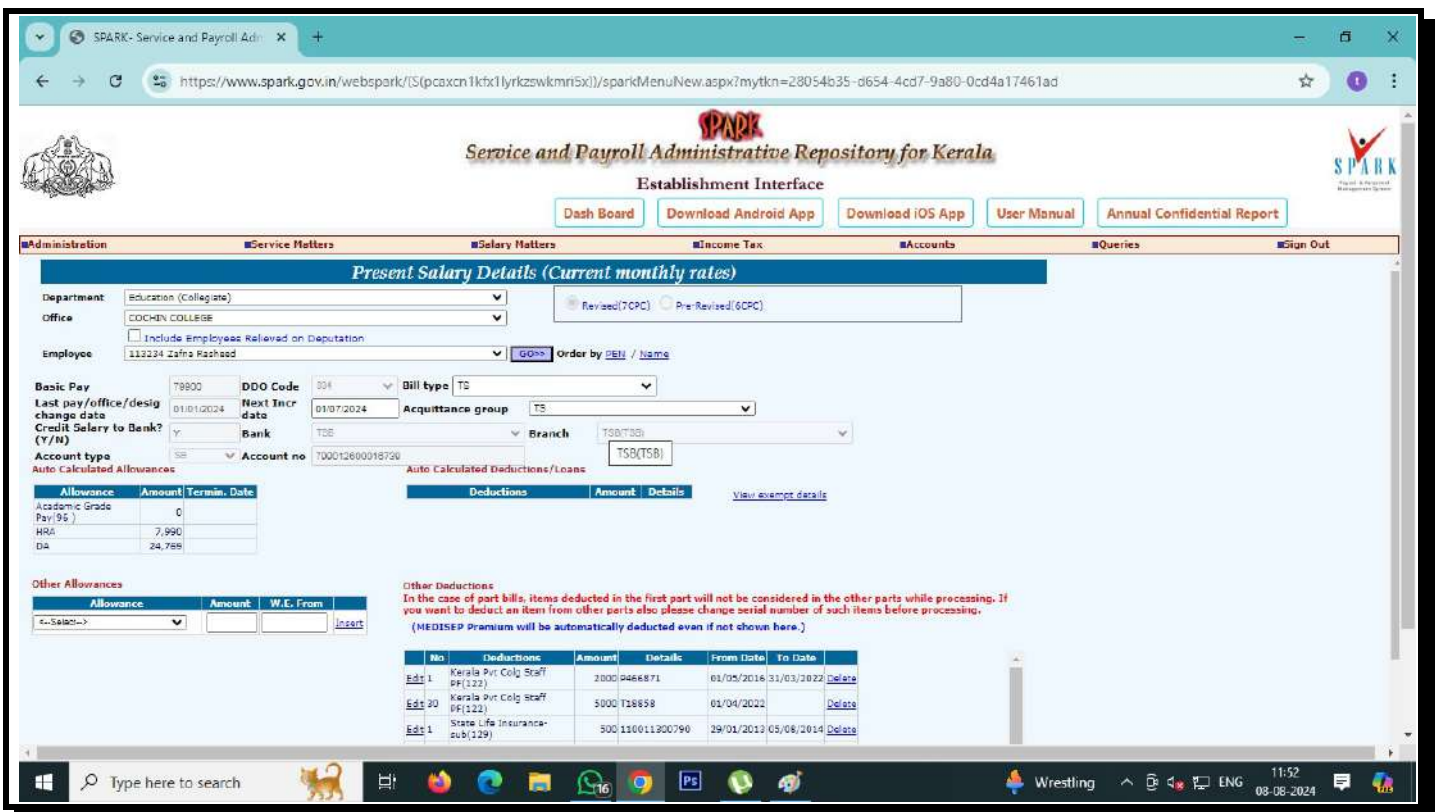 SPARK- Service and Payroll Adm
https://www.spark.gov.in/webspark/(S(pcaxcn1kfx1lyrkzswkmri5x))/sparkMenuNew.aspx?mytkn=28054b35-d654-4cd7-9a80-0cd4a17461ad
SPARK
Service and Payroll Administrative Repository for Kerala
SPARK
Establishment Interface
Dash Board Download Android App Download iOS App User Manual Annual Confidential Report
Administration Service Matters Salary Matters Income Tax Accounts Queries Sign Out
Present Salary Details (Current monthly rates)
Department Education (Collegiate) Revised(7CPC) Pre-Revised(6CPC)
Office COCHIN COLLEGE
Include Employees Relieved on Deputation
Employee 113234 Zafna Rasheed GO>> Order by PEN / Name
Basic Pay 79900 DDO Code 334 Bill type TS
Last pay/office/desig change date 01/01/2024 Next Incr date 01/07/2024 Acquittance group TS
Credit Salary to Bank? (Y/N) Y Bank TSB Branch TSB(TSB)
TSB(TSB)
Account type SB Account no
Auto Calculated Allowances Auto Calculated Deductions/Loans
Allowance Amount Termin. Date Deductions Amount Details View exempt details
Academic Grade Pay(96 ) 0
HRA 7,990
DA 24,769
Other Allowances Other Deductions
In the case of part bills, items deducted in the first part will not be considered in the other parts while processing. If
you want to deduct an item from other parts also please change serial number of such items before processing.
Allowance Amount W.E. From
<--Select--> Insert
(MEDISEP Premium will be automatically deducted even if not shown here.)
No Deductions Amount Details From Date To Date
Edit 1 Kerala Pvt Colg Staff PF(122) 2000 P466871 01/05/2016 31/03/2022 Delete
Edit 30 Kerala Pvt Colg Staff PF(122) 5000 T18858 01/04/2022 Delete
Edit 1 State Life Insurance-sub(129) 500 110011300790 29/01/2013 05/08/2014 Delete
Type here to search 16 Ps Wrestling ENG 11:52
08-08-2024